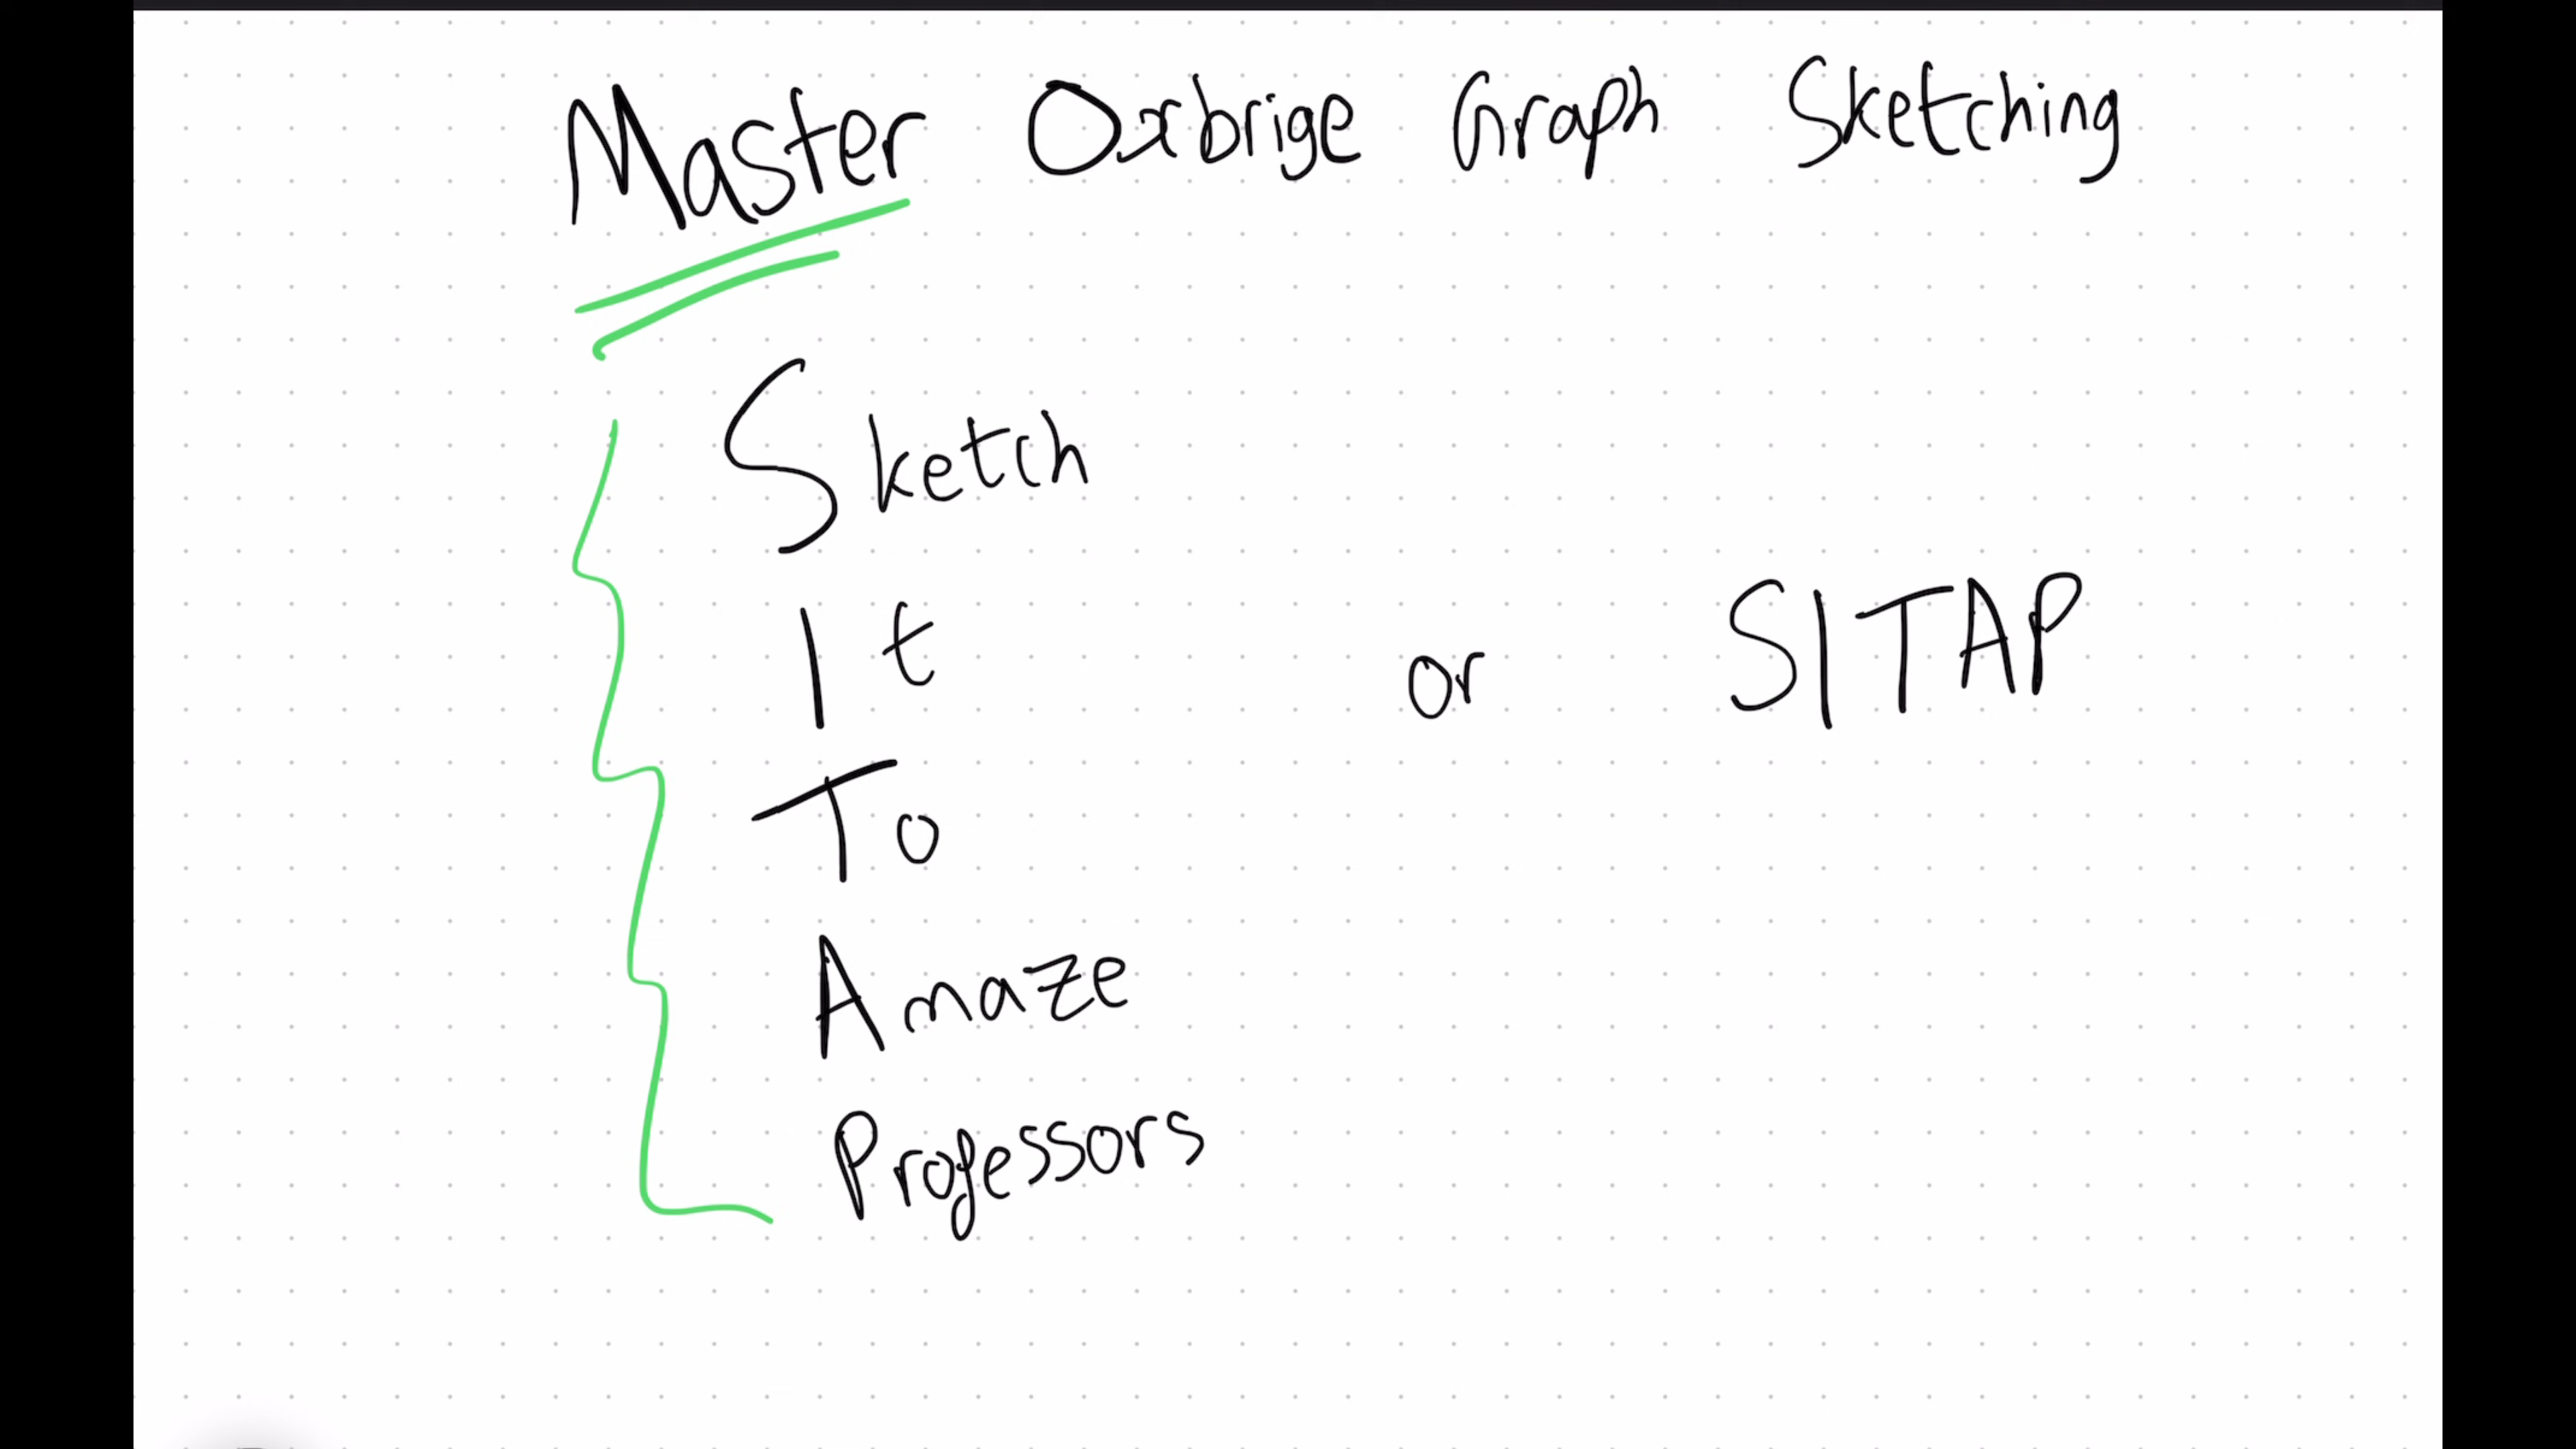 Master Oxbrige Graph Sketching
Sketch
It
or SITAP
To
Amaze
Professors